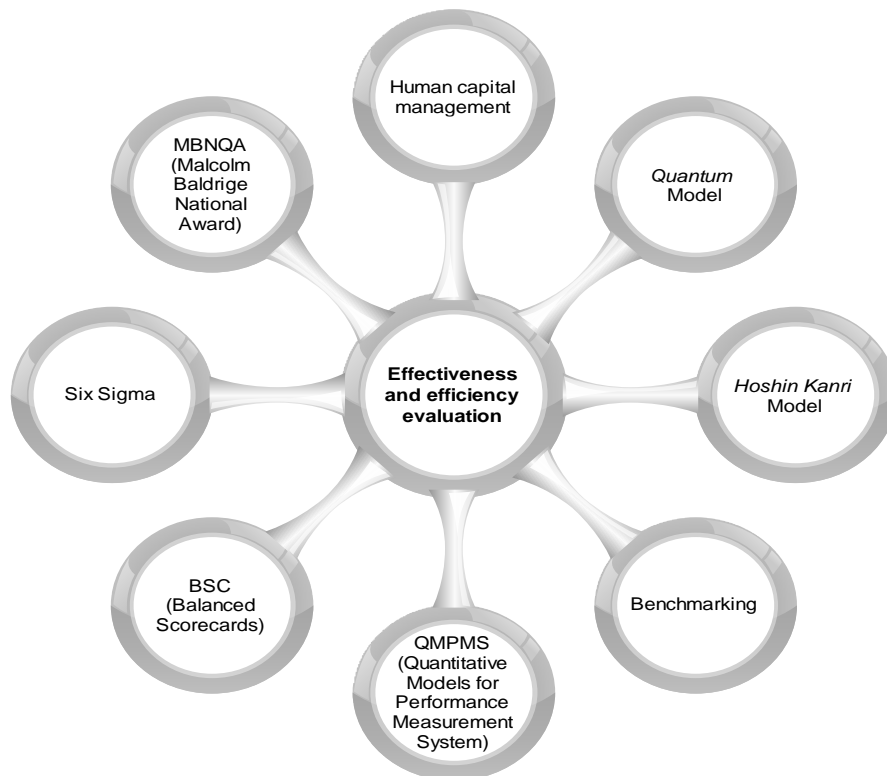 Human capital
management
Quantum
Model
Hoshin Kanri
Model
Benchmarking
QMPMS
(Quantitative
Models for
Performance
Measurement
System)
BSC
(Balanced
Scorecards)
Six Sigma
MBNQA
(Malcolm
Baldrige
National
Award)
Effectiveness
and efficiency
evaluation